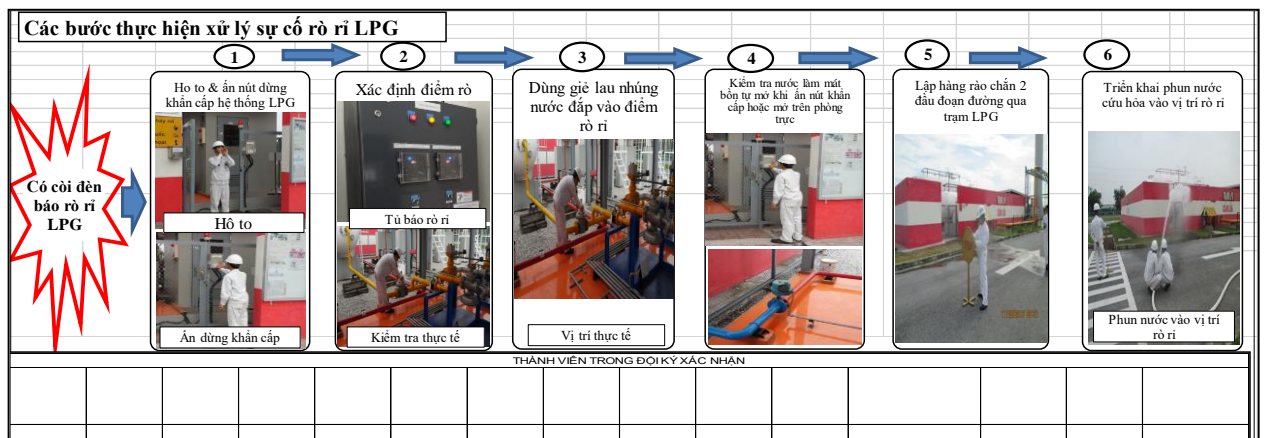 Các bước thực hiện xử lý sự cố rò rỉ LPG
Có còi đèn
báo rò rỉ
LPG
1
Ho to & ấn nút dừng
khẩn cấp hệ thống LPG
Hô to
Ấn dừng khẩn cấp
2
Xác định điểm rò
Tủ báo rò rỉ
Kiểm tra thực tế
3
Dùng giẻ lau nhúng
nước đắp vào điểm
rò rỉ
Vị trí thực tế
4
Kiểm tra nước làm mát
bồn tự mở khi ấn nút khẩn
cấp hoặc mở trên phòng
trực
5
Lập hàng rào chắn 2
đầu đoạn đường qua
trạm LPG
6
Triển khai phun nước
cứu hỏa vào vị trí rò rỉ
Phun nước vào vị trí
rò rỉ
THÀNH VIÊN TRONG ĐỘI KÝ XÁC NHẬN